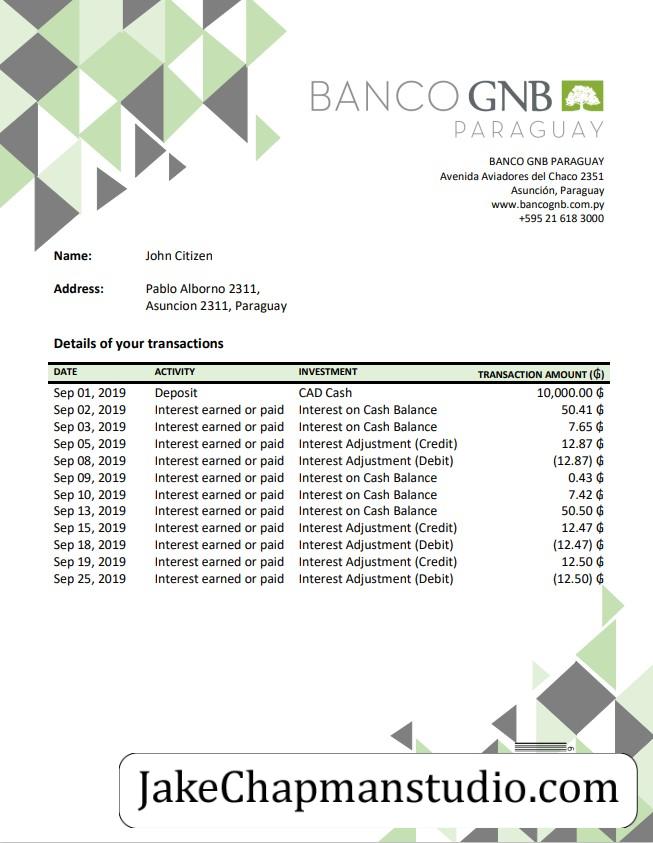 BANCO GNB
PARAGUAY
BANCO GNB PARAGUAY
Avenida Aviadores del Chaco 2351
Asunción, Paraguay
www.bancognb.com.py
+595 21 618 3000
Name: John Citizen
Address: Pablo Alborno 2311,
Asuncion 2311, Paraguay
Details of your transactions
DATE ACTIVITY INVESTMENT TRANSACTION AMOUNT (₲)
Sep 01, 2019 Deposit CAD Cash 10,000.00 ₲
Sep 02, 2019 Interest earned or paid Interest on Cash Balance 50.41 ₲
Sep 03, 2019 Interest earned or paid Interest on Cash Balance 7.65 ₲
Sep 05, 2019 Interest earned or paid Interest Adjustment (Credit) 12.87 ₲
Sep 08, 2019 Interest earned or paid Interest Adjustment (Debit) (12.87) ₲
Sep 09, 2019 Interest earned or paid Interest on Cash Balance 0.43 ₲
Sep 10, 2019 Interest earned or paid Interest on Cash Balance 7.42 ₲
Sep 13, 2019 Interest earned or paid Interest on Cash Balance 50.50 ₲
Sep 15, 2019 Interest earned or paid Interest Adjustment (Credit) 12.47 ₲
Sep 18, 2019 Interest earned or paid Interest Adjustment (Debit) (12.47) ₲
Sep 19, 2019 Interest earned or paid Interest Adjustment (Credit) 12.50 ₲
Sep 25, 2019 Interest earned or paid Interest Adjustment (Debit) (12.50) ₲
JakeChapmanstudio.com